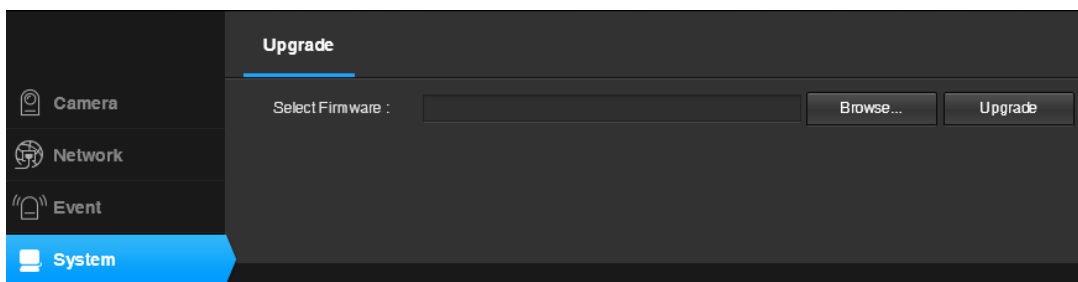 Upgrade
Camera
Select Firmware :
Browse...
Upgrade
Network
Event
System